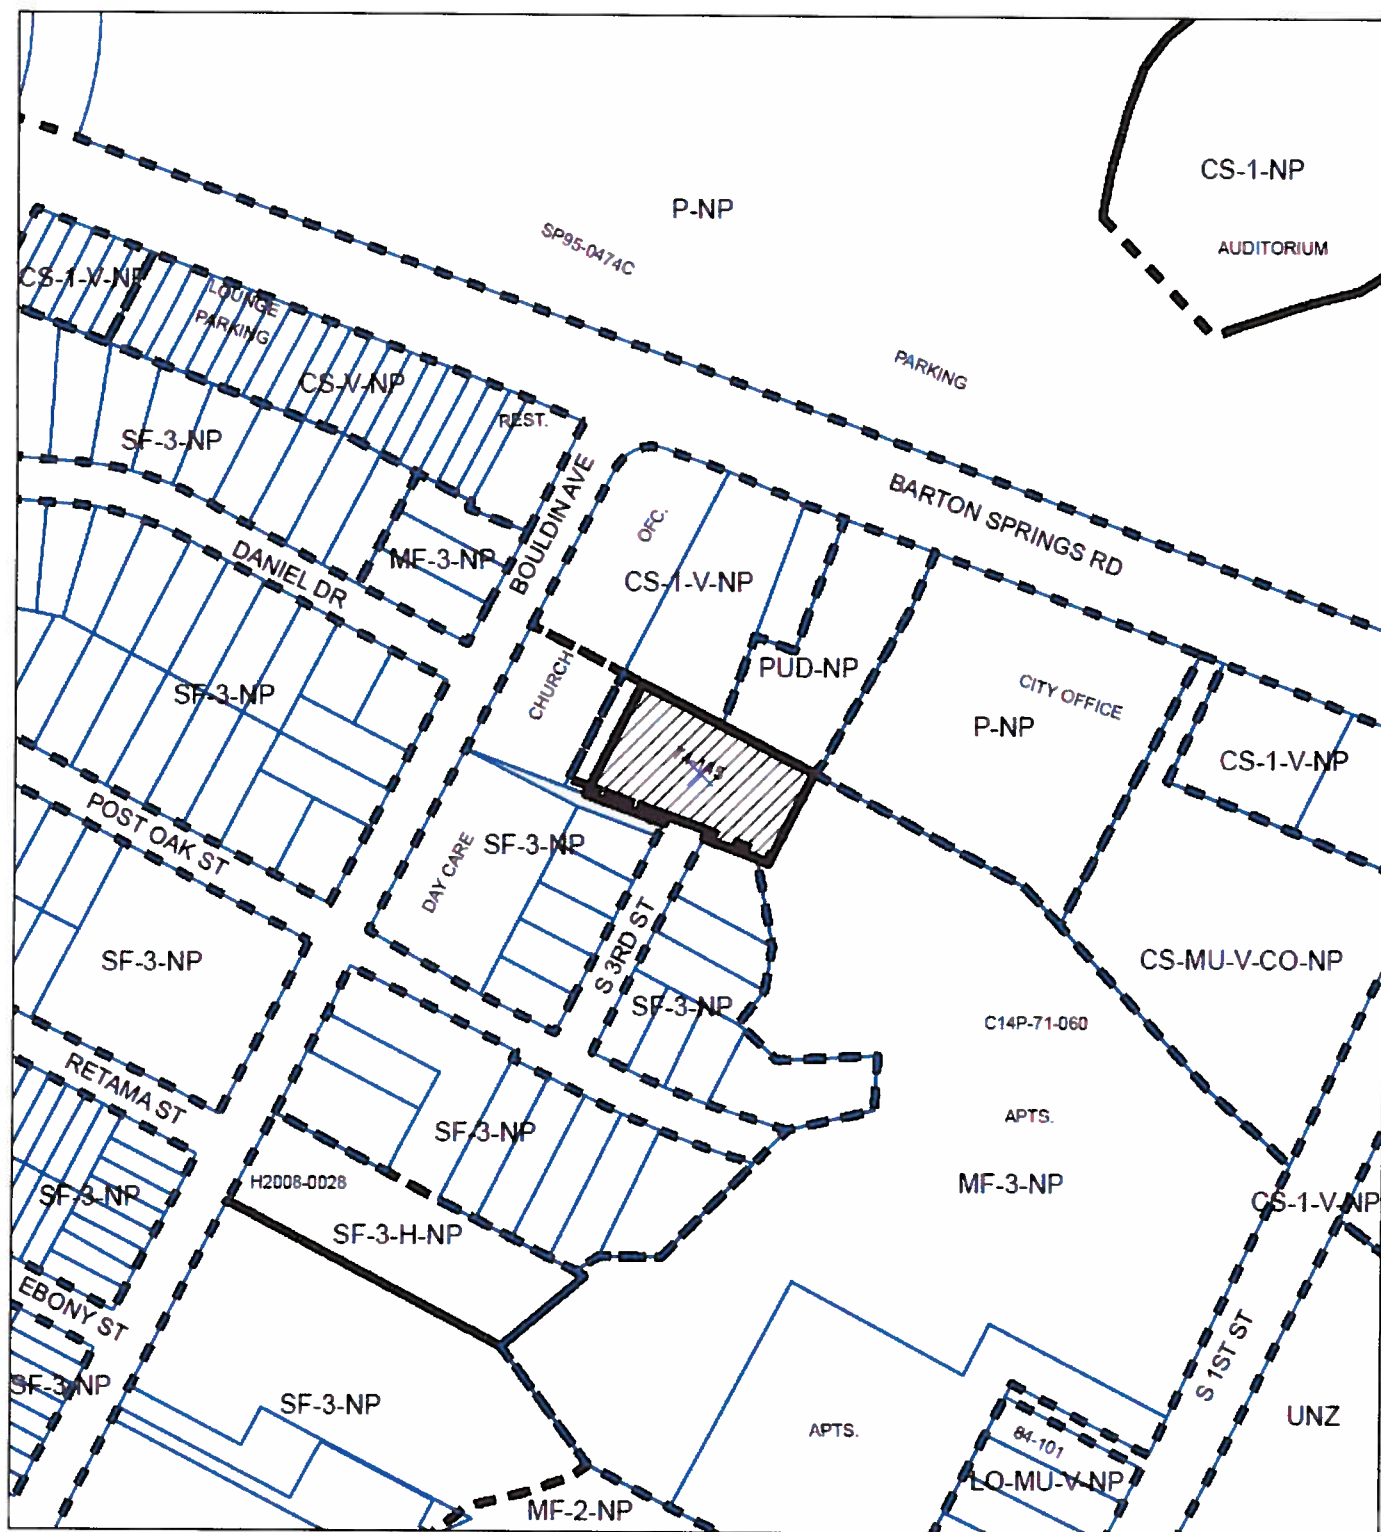 CS-1-NP
P-NP
AUDITORIUM
SP95-0474C
CS-1-V-NP
LOUNGE
PARKING
PARKING
CS-V-NP
REST.
SF-3-NP
BARTON SPRINGS RD
OFC.
BOULDIN AVE
MF-3-NP
DANIEL DR
CS-1-V-NP
PUD-NP
CHURCH
SF-3-NP
CITY OFFICE
P-NP
CS-1-V-NP
POST OAK ST
DAY CARE
SF-3-NP
S 3RD ST
SF-3-NP
CS-MU-V-CO-NP
SF-3-NP
C14P-71-060
RETAMA ST
APTS.
SF-3-NP
H2008-0028
MF-3-NP
SF-3-NP
CS-1-V-NP
SF-3-H-NP
EBONY ST
S 1ST ST
SF-3-NP
SF-3-NP
UNZ
APTS.
84-101
LO-MU-V-NP
MF-2-NP